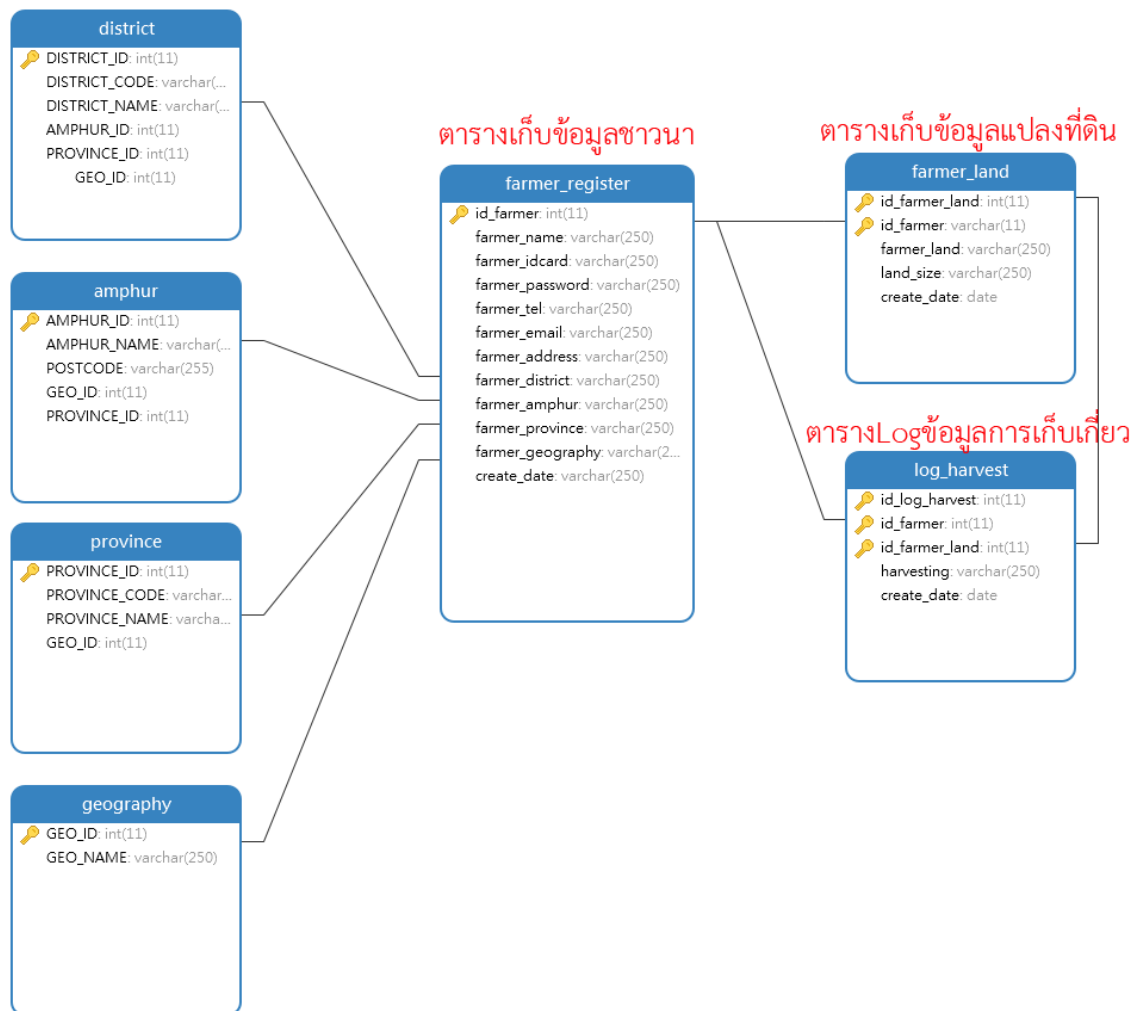 district
DISTRICT_ID: int(11)
DISTRICT_CODE: varchar(...
DISTRICT_NAME: varchar(...
AMPHUR_ID: int(11)
PROVINCE_ID: int(11)
GEO_ID: int(11)
amphur
AMPHUR_ID: int(11)
AMPHUR_NAME: varchar(...
POSTCODE: varchar(255)
GEO_ID: int(11)
PROVINCE_ID: int(11)
province
PROVINCE_ID: int(11)
PROVINCE_CODE: varchar...
PROVINCE_NAME: varcha...
GEO_ID: int(11)
geography
GEO_ID: int(11)
GEO_NAME: varchar(250)
ตารางเก็บข้อมูลชาวนา
farmer_register
id_farmer: int(11)
farmer_name: varchar(250)
farmer_idcard: varchar(250)
farmer_password: varchar(250)
farmer_tel: varchar(250)
farmer_email: varchar(250)
farmer_address: varchar(250)
farmer_district: varchar(250)
farmer_amphur: varchar(250)
farmer_province: varchar(250)
farmer_geography: varchar(2...
create_date: varchar(250)
ตารางเก็บข้อมูลแปลงที่ดิน
farmer_land
id_farmer_land: int(11)
id_farmer: varchar(11)
farmer_land: varchar(250)
land_size: varchar(250)
create_date: date
ตารางLogข้อมูลการเก็บเกี่ยว
log_harvest
id_log_harvest: int(11)
id_farmer: int(11)
id_farmer_land: int(11)
harvesting: varchar(250)
create_date: date